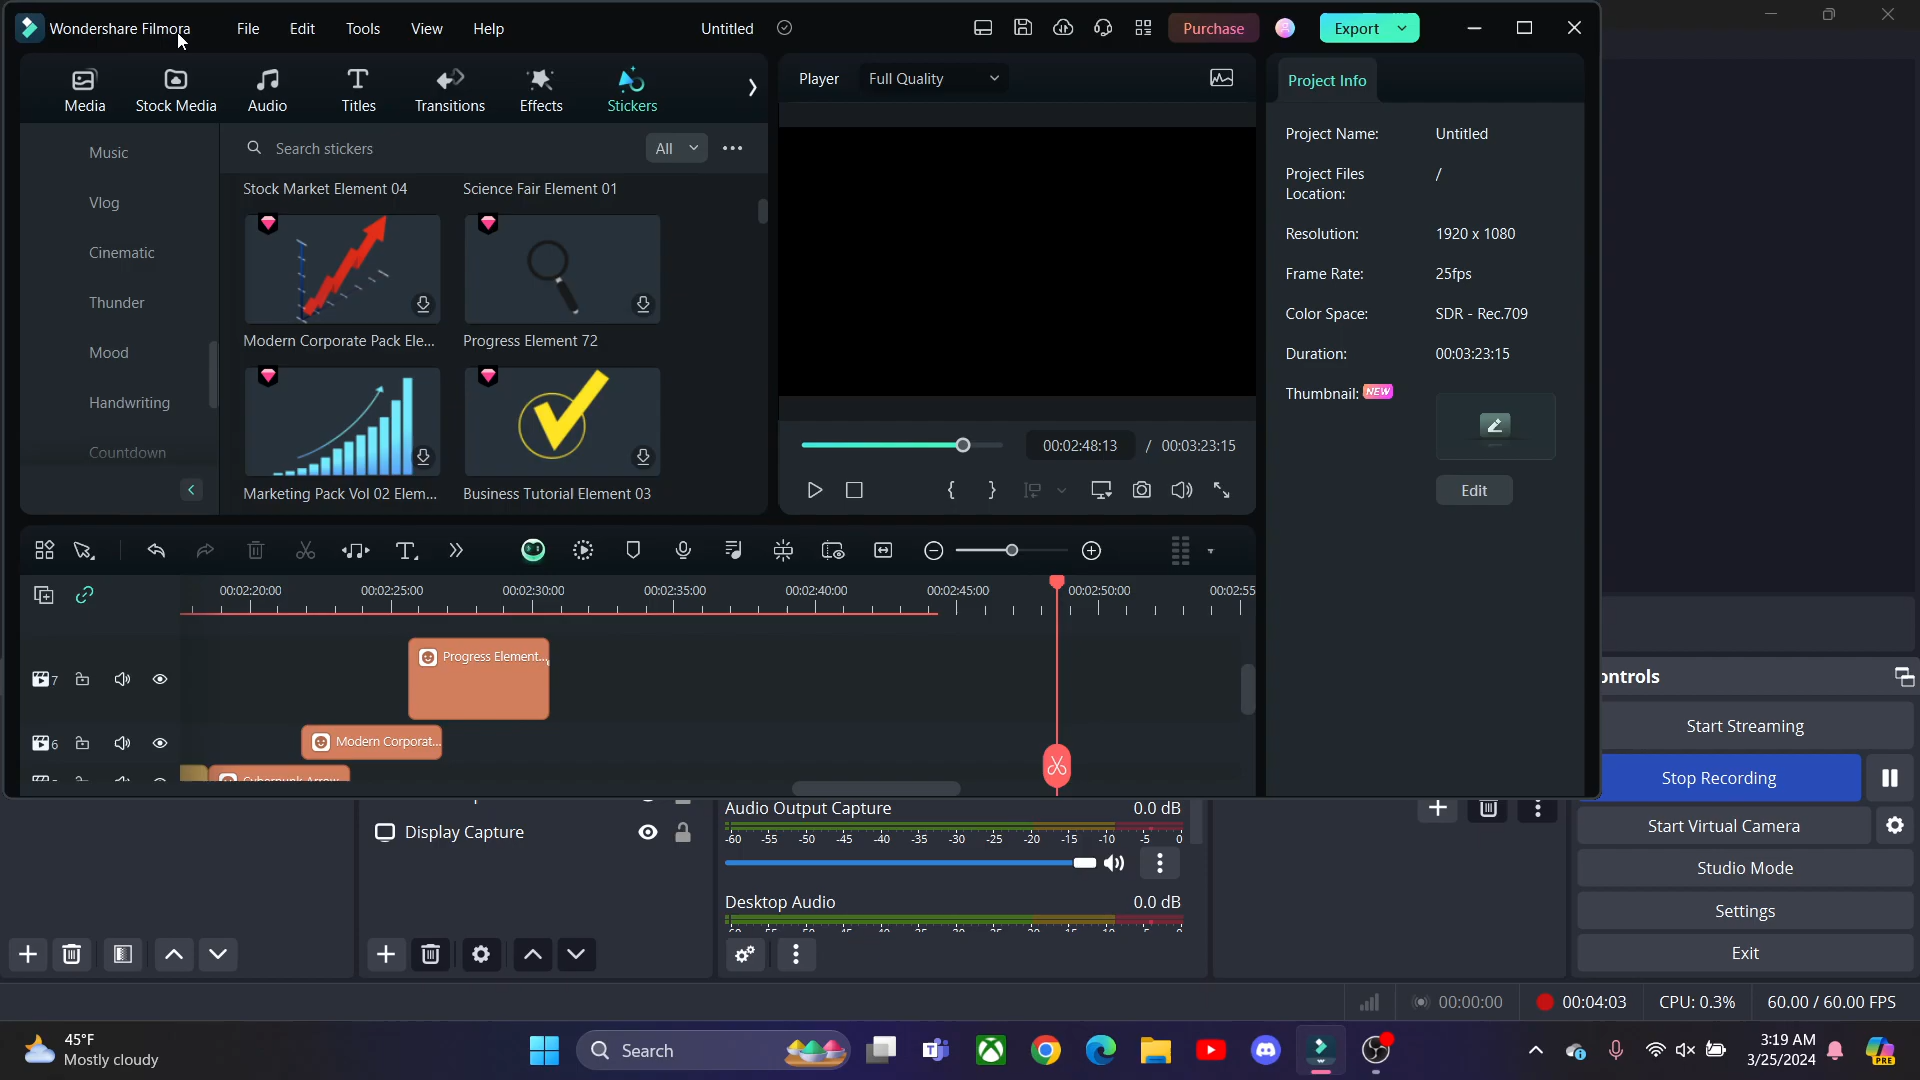 Wondershare Filmora File Edit Tools View Help Untitled Purchase Export
Media Stock Media Audio Titles Transitions Effects Stickers
Player Full Quality
Project Info
Music
Vlog
Cinematic
Thunder
Mood
Handwriting
Countdown
Search stickers All
Stock Market Element 04 Science Fair Element 01
Modern Corporate Pack Ele... Progress Element 72
Marketing Pack Vol 02 Elem... Business Tutorial Element 03
00:02:48:13 / 00:03:23:15
Project Name: Untitled
Project Files
Location: /
Resolution: 1920 x 1080
Frame Rate: 25fps
Color Space: SDR - Rec.709
Duration: 00:03:23:15
Thumbnail: NEW
Edit
00:02:20:00 00:02:25:00 00:02:30:00 00:02:35:00 00:02:40:00 00:02:45:00 00:02:50:00 00:02:55
7 Progress Element...
6 Modern Corporat...
Cyberpunk Arrow
ontrols
Start Streaming
Stop Recording
Start Virtual Camera
Studio Mode
Settings
Exit
Display Capture
Audio Output Capture 0.0 dB
-60 -55 -50 -45 -40 -35 -30 -25 -20 -15 -10 -5 0
Desktop Audio 0.0 dB
00:00:00 00:04:03 CPU: 0.3% 60.00 / 60.00 FPS
45°F
Mostly cloudy
Search
3:19 AM
3/25/2024
PRE